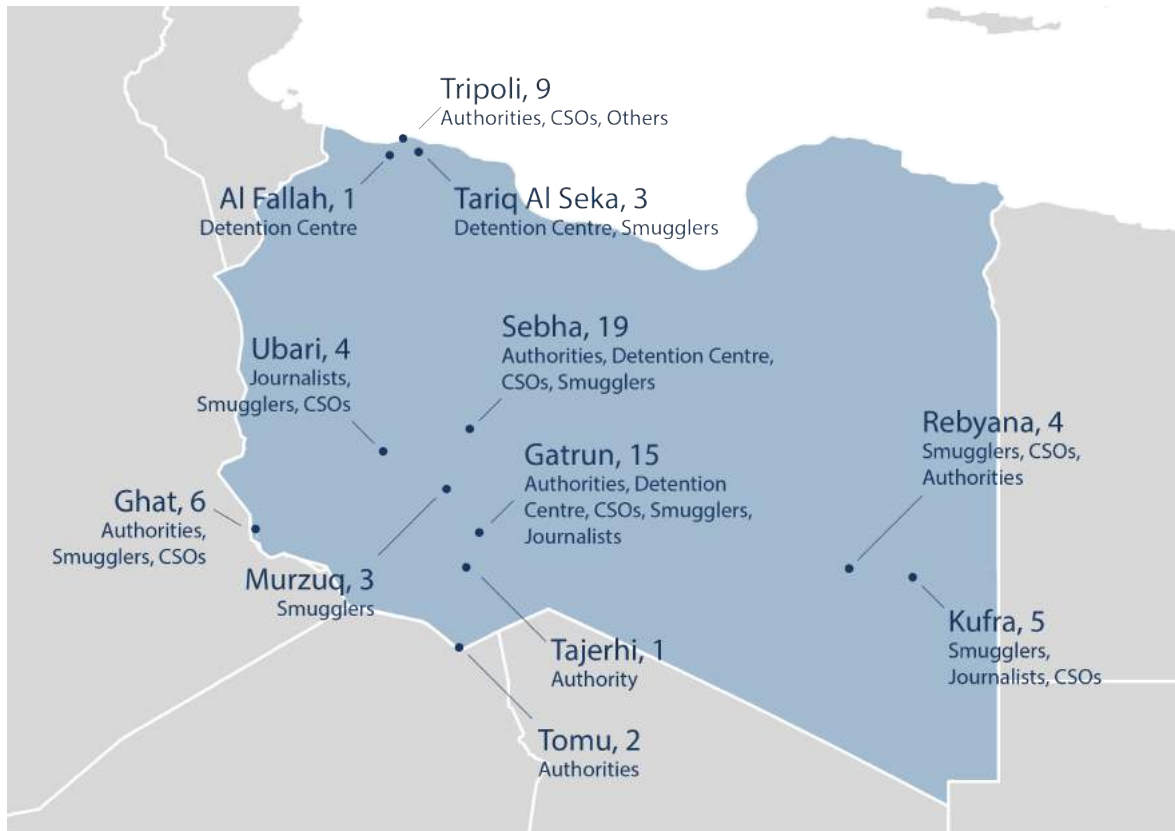 Tripoli, 9
Authorities, CSOs, Others
Al Fallah, 1
Detention Centre
Tariq Al Seka, 3
Detention Centre, Smugglers
Sebha, 19
Authorities, Detention Centre,
CSOs, Smugglers
Ubari, 4
Journalists,
Smugglers, CSOs
Rebyana, 4
Smugglers, CSOs,
Authorities
Gatrun, 15
Authorities, Detention
Centre, CSOs, Smugglers,
Journalists
Ghat, 6
Authorities,
Smugglers, CSOs
Murzuq, 3
Smugglers
Kufra, 5
Smugglers,
Journalists, CSOs
Tajerhi, 1
Authority
Tomu, 2
Authorities